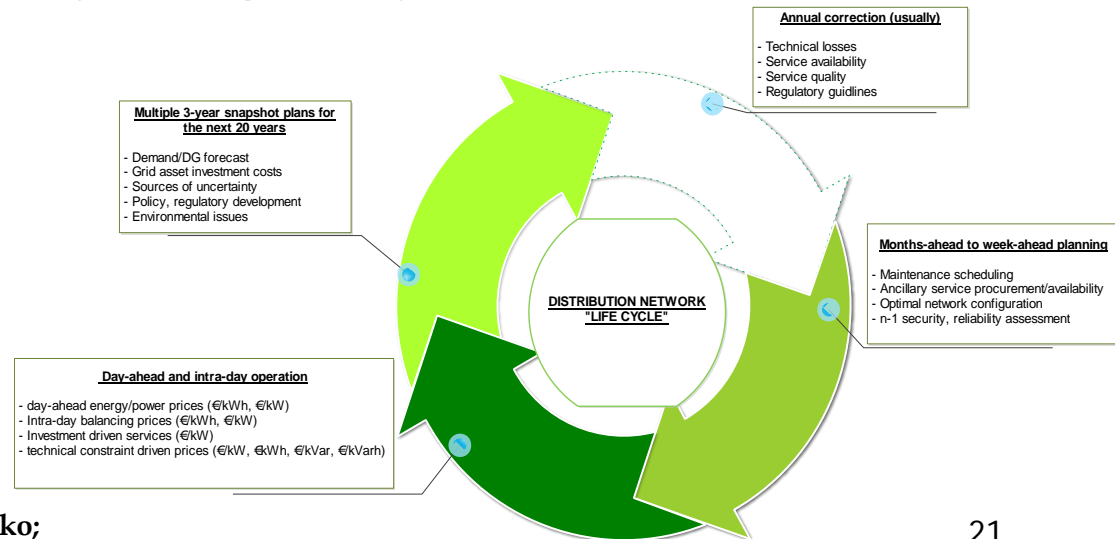 Annual correction (usually)
- Technical losses
- Service availability
- Service quality
- Regulatory guidlines
Multiple 3-year snapshot plans for
the next 20 years
- Demand/DG forecast
- Grid asset investment costs
- Sources of uncertainty
- Policy, regulatory development
- Environmental issues
Months-ahead to week-ahead planning
- Maintenance scheduling
- Ancillary service procurement/availability
- Optimal network configuration
- n-1 security, reliability assessment
DISTRIBUTION NETWORK
"LIFE CYCLE"
Day-ahead and intra-day operation
- day-ahead energy/power prices (€/kWh, €/kW)
- Intra-day balancing prices (€/kWh, €/kW)
- Investment driven services (€/kW)
- technical constraint driven prices (€/kW, €kWh, €/kVar, €/kVarh)
ko;
21